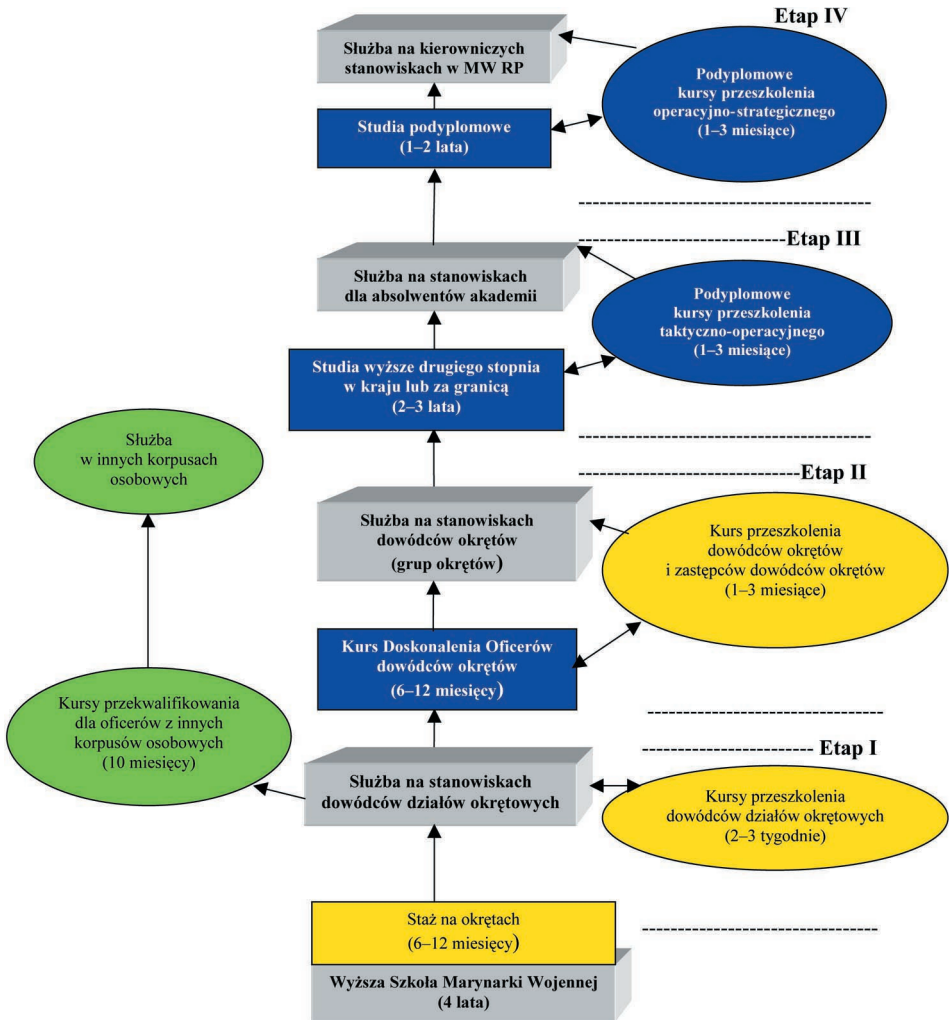 Etap IV
Służba na kierowniczych
stanowiskach w MW RP
Podyplomowe
kursy przeszkolenia
operacyjno-strategicznego
(1–3 miesiące)
Studia podyplomowe
(1–2 lata)
Etap III
Służba na stanowiskach
dla absolwentów akademii
Podyplomowe
kursy przeszkolenia
taktyczno-operacyjnego
(1–3 miesiące)
Studia wyższe drugiego stopnia
w kraju lub za granicą
(2–3 lata)
Służba
w innych korpusach
osobowych
Etap II
Służba na stanowiskach
dowódców okrętów
(grup okrętów)
Kurs przeszkolenia
dowódców okrętów
i zastępców dowódców okrętów
(1–3 miesiące)
Kurs Doskonalenia Oficerów
dowódców okrętów
(6–12 miesięcy)
Kursy przekwalifikowania
dla oficerów z innych
korpusów osobowych
(10 miesięcy)
Etap I
Służba na stanowiskach
dowódców działów okrętowych
Kursy przeszkolenia
dowódców działów okrętowych
(2–3 tygodnie)
Staż na okrętach
(6–12 miesięcy)
Wyższa Szkoła Marynarki Wojennej
(4 lata)